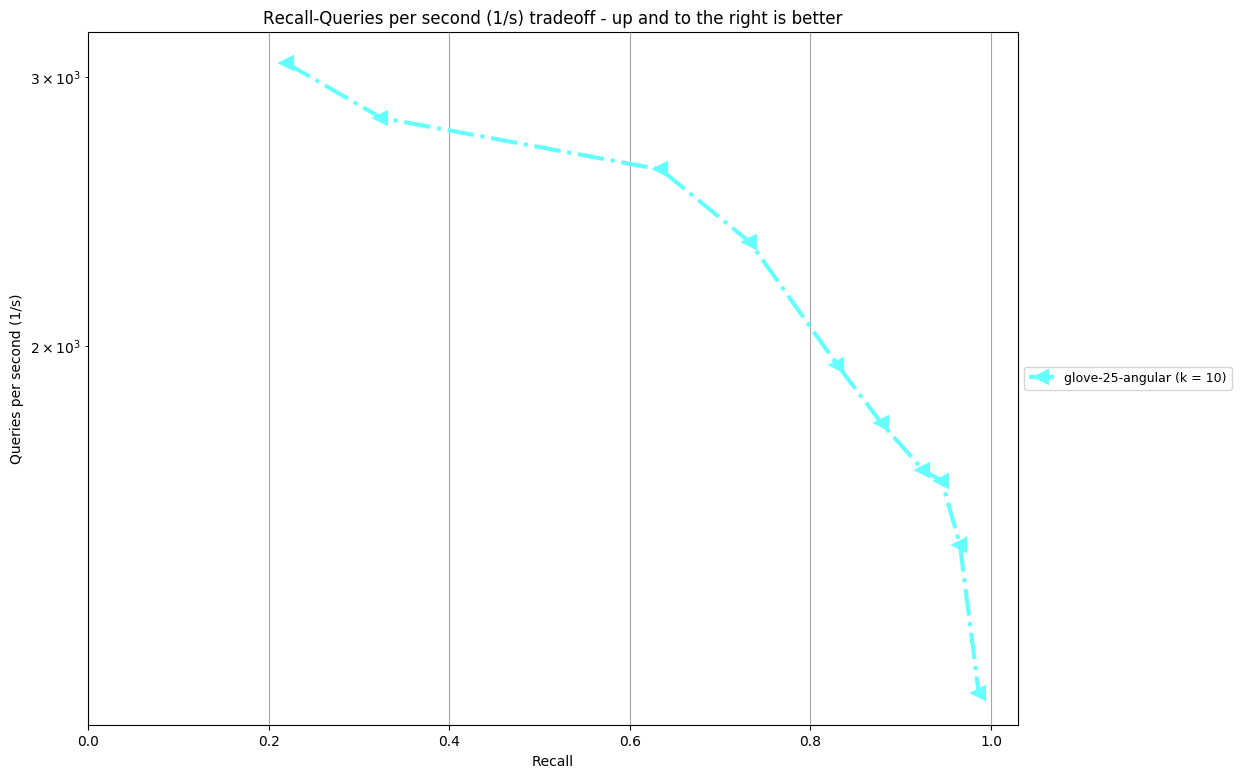 Recall-Queries per second (1/s) tradeoff - up and to the right is better
3 × 10³
2 × 10³
Queries per second (1/s)
glove-25-angular (k = 10)
0.0 0.2 0.4 0.6 0.8 1.0
Recall